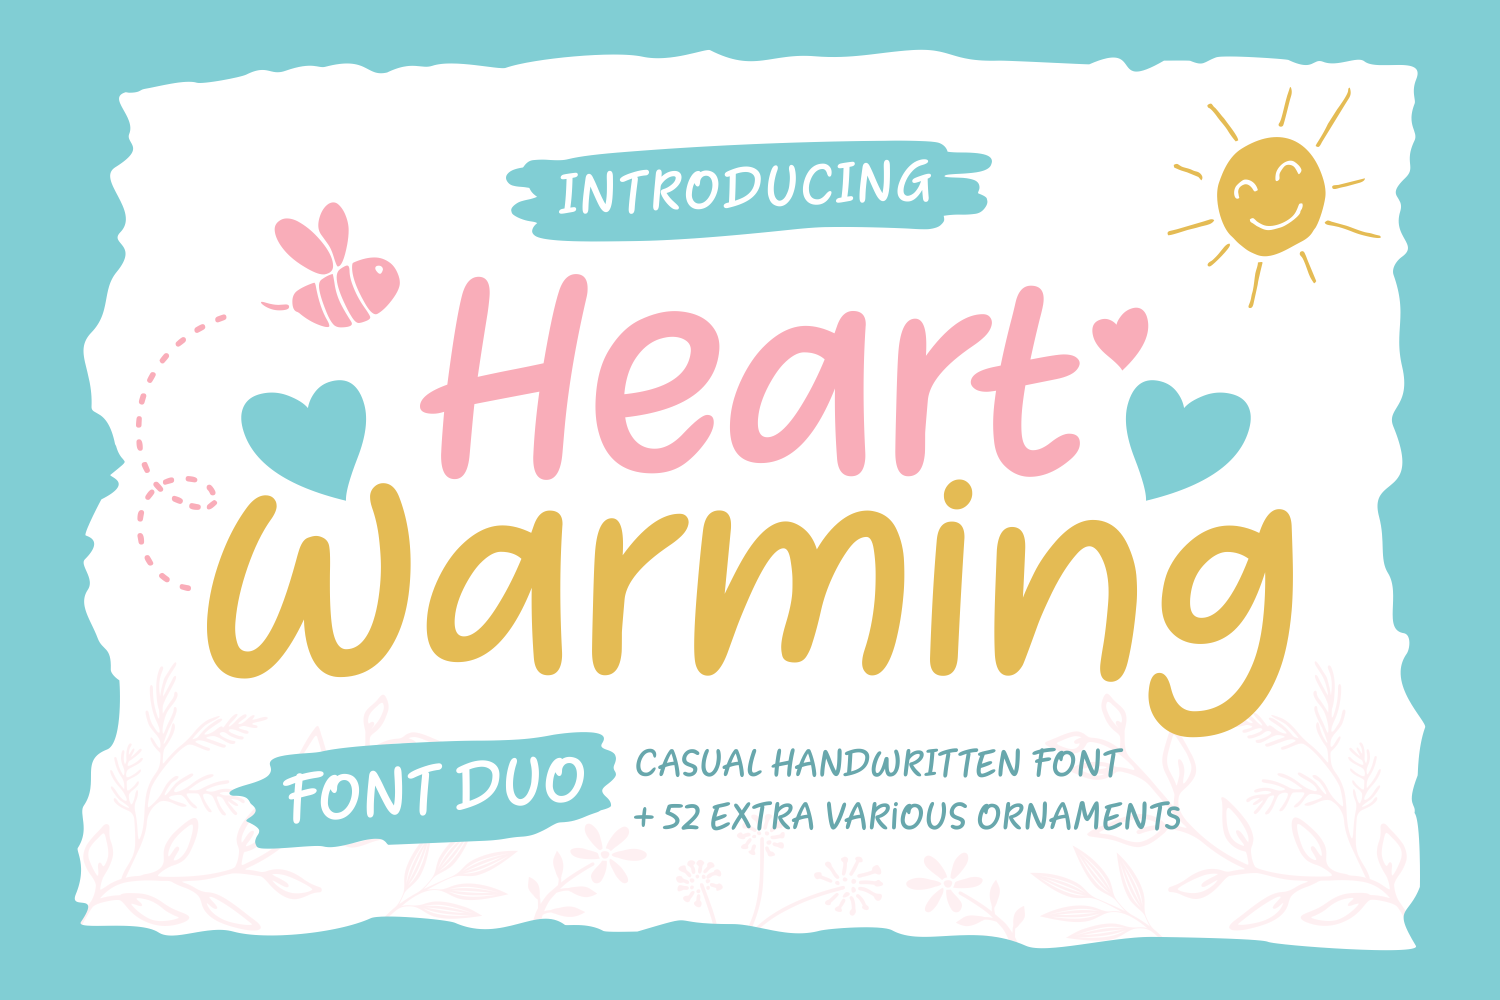 INTRODUCING
Heart
Warming
FONT DUO
CASUAL HANDWRITTEN FONT
+ 52 EXTRA VARiOUS ORNAMENTs